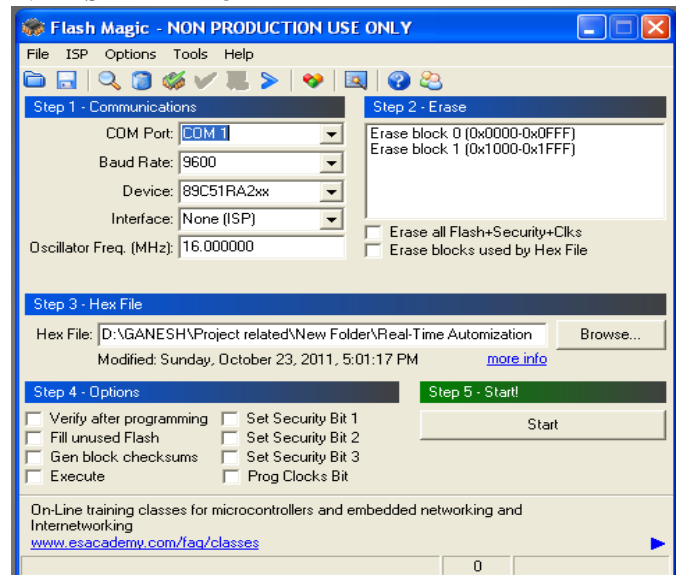 Flash Magic - NON PRODUCTION USE ONLY
File ISP Options Tools Help
Step 1 - Communications
COM Port: COM 1
Baud Rate: 9600
Device: 89C51RA2xx
Interface: None (ISP)
Oscillator Freq. (MHz): 16.000000
Step 2 - Erase
Erase block 0 (0x0000-0x0FFF)
Erase block 1 (0x1000-0x1FFF)
Erase all Flash+Security+Clks
Erase blocks used by Hex File
Step 3 - Hex File
Hex File: D:\GANESH\Project related\New Folder\Real-Time Automization Browse...
Modified: Sunday, October 23, 2011, 5:01:17 PM more info
Step 4 - Options
Verify after programming Set Security Bit 1
Fill unused Flash Set Security Bit 2
Gen block checksums Set Security Bit 3
Execute Prog Clocks Bit
Step 5 - Start!
Start
On-Line training classes for microcontrollers and embedded networking and
Internetworking
www.esacademy.com/faq/classes
0